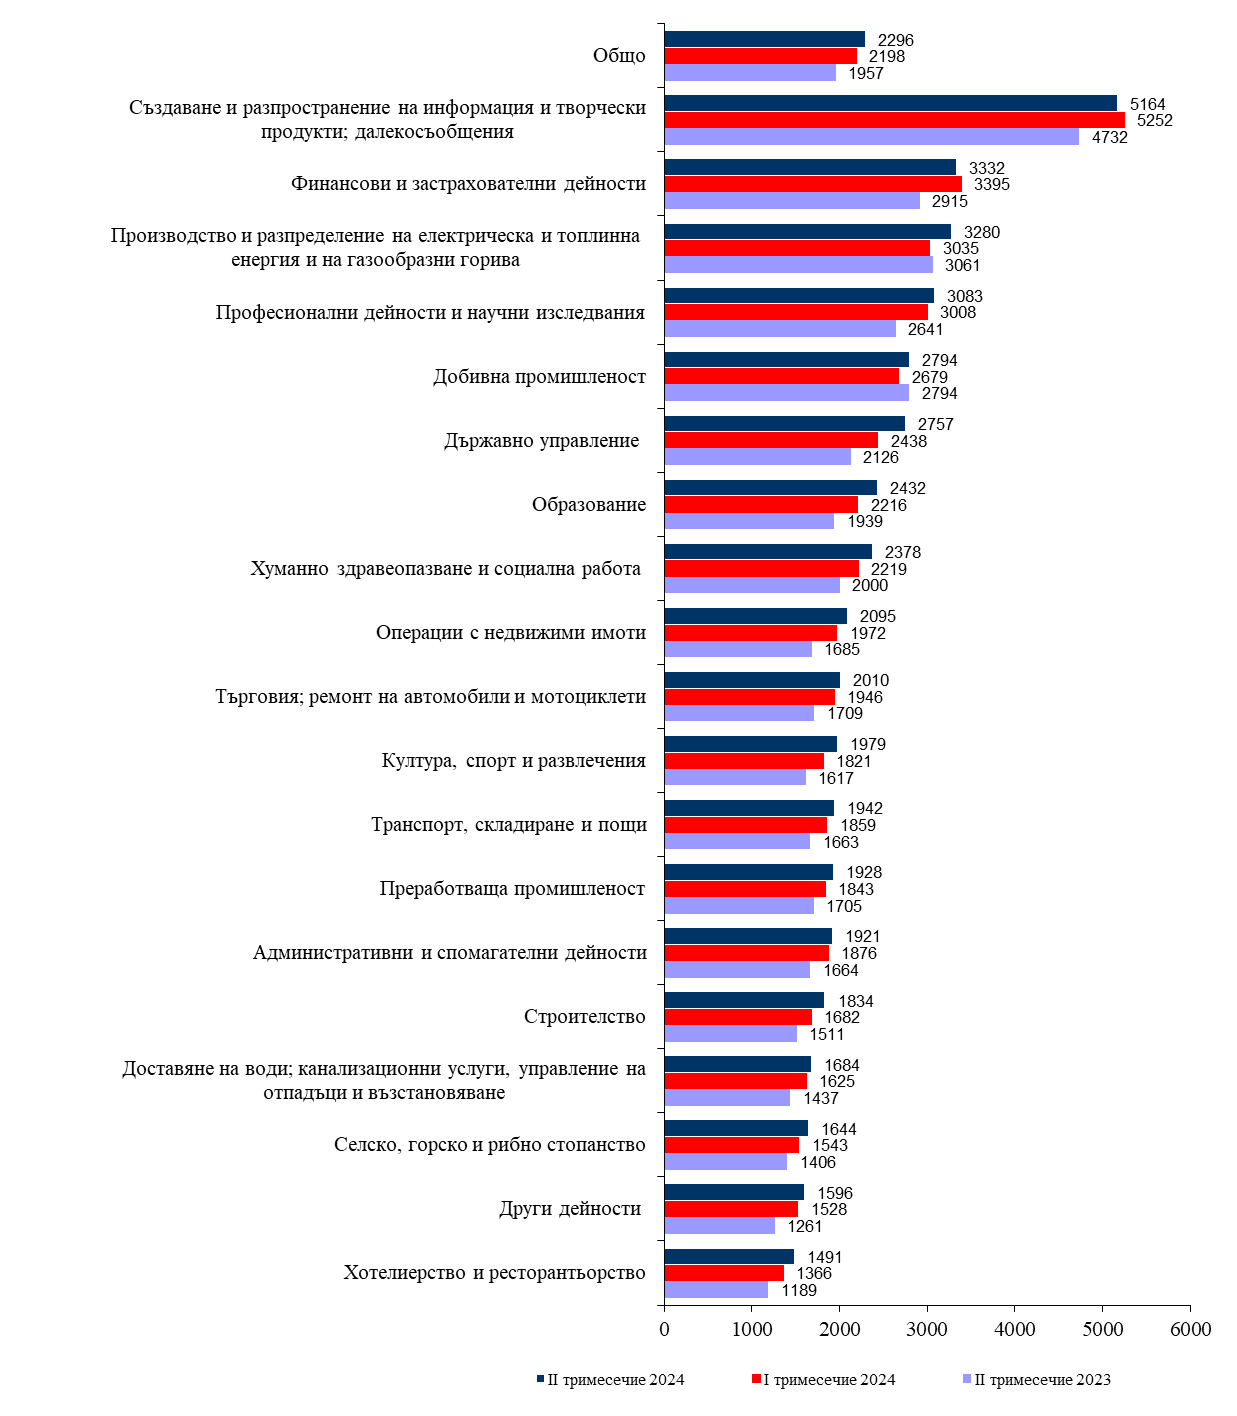 Общо
2296
2198
1957
Създаване и разпространение на информация и творчески
продукти; далекосъобщения
5164
5252
4732
Финансови и застрахователни дейности
3332
3395
2915
Производство и разпределение на електрическа и топлинна
енергия и на газообразни горива
3280
3035
3061
Професионални дейности и научни изследвания
3083
3008
2641
Добивна промишленост
2794
2679
2794
Държавно управление
2757
2438
2126
Образование
2432
2216
1939
Хуманно здравеопазване и социална работа
2378
2219
2000
Операции с недвижими имоти
2095
1972
1685
Търговия; ремонт на автомобили и мотоциклети
2010
1946
1709
Култура, спорт и развлечения
1979
1821
1617
Транспорт, складиране и пощи
1942
1859
1663
Преработваща промишленост
1928
1843
1705
Административни и спомагателни дейности
1921
1876
1664
Строителство
1834
1682
1511
Доставяне на води; канализационни услуги, управление на
отпадъци и възстановяване
1684
1625
1437
Селско, горско и рибно стопанство
1644
1543
1406
Други дейности
1596
1528
1261
Хотелиерство и ресторантьорство
1491
1366
1189
0 1000 2000 3000 4000 5000 6000
II тримесечие 2024 I тримесечие 2024 II тримесечие 2023